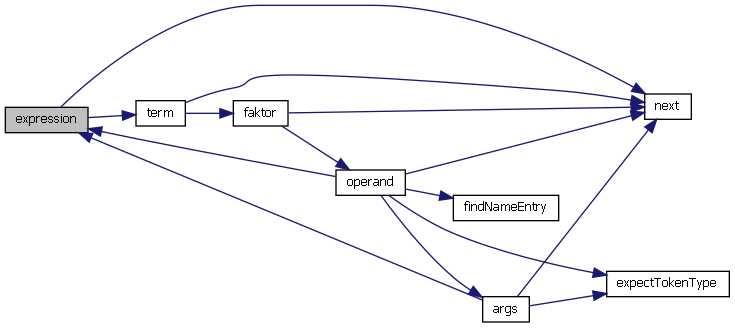 expression
term
faktor
next
operand
findNameEntry
expectTokenType
args